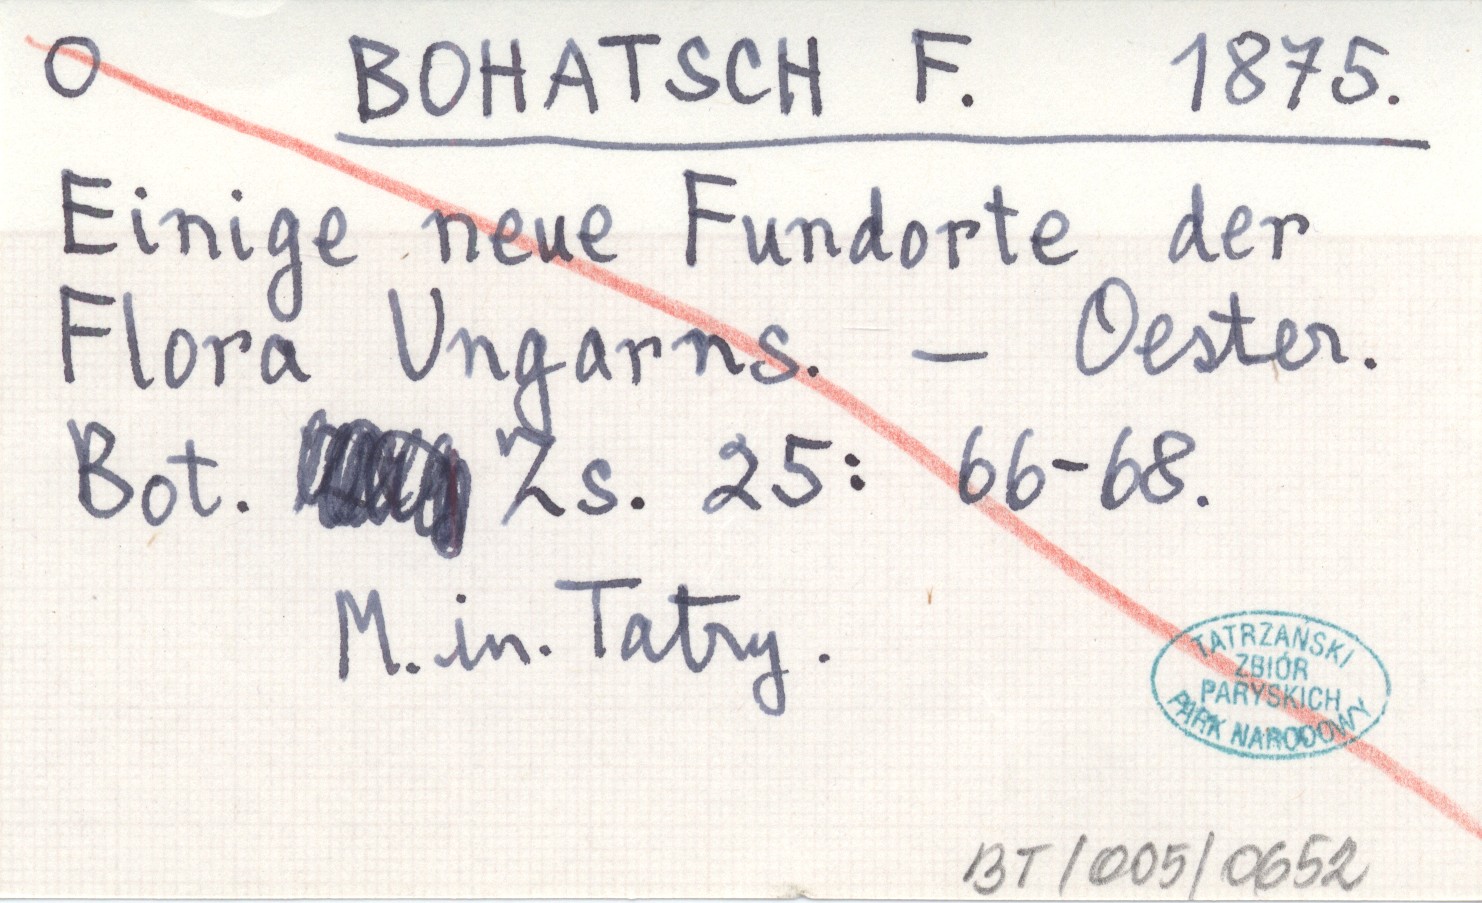 O BOHATSCH F. 1875.
Einige neue Fundorte der
Flora Ungarns. — Oester.
Bot. Zs. 25: 66-68.
M. in. Tatry.
TATRZAŃSKI
ZBIÓR
PARYSKICH
PARK NARODOWY
BT/005/0652